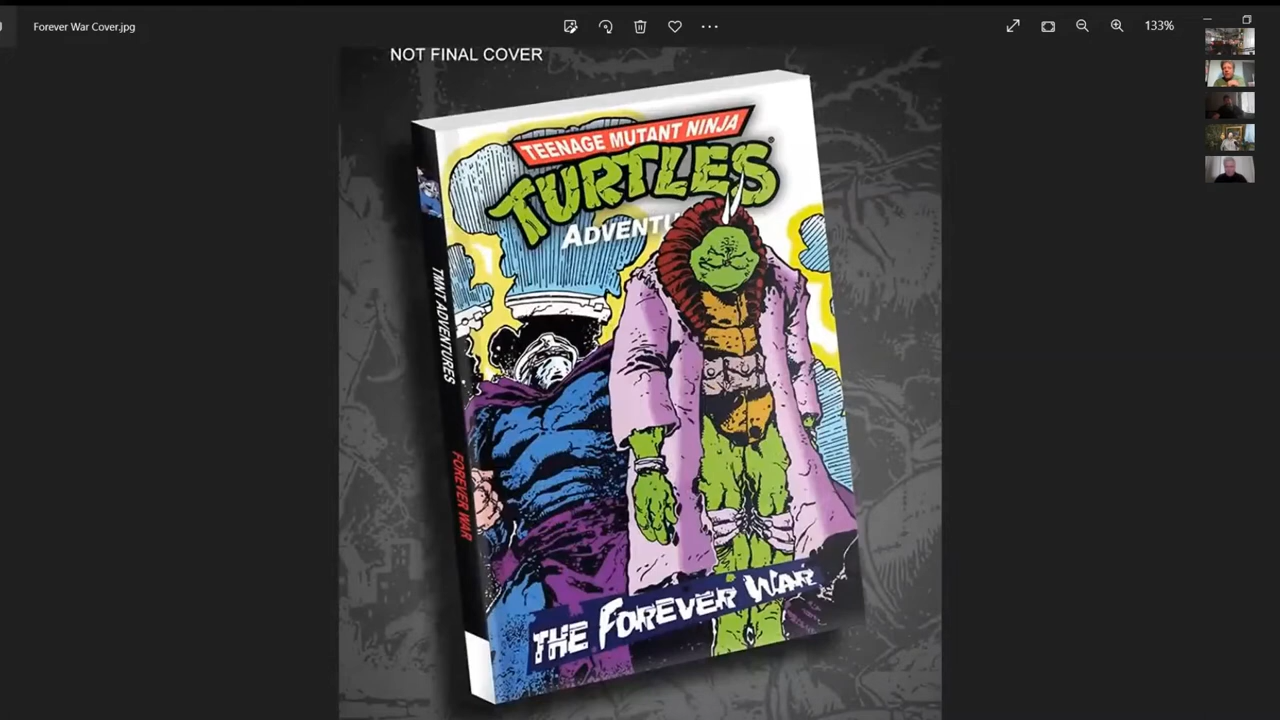 Forever War Cover.jpg
133%
NOT FINAL COVER
TEENAGE MUTANT NINJA
TURTLES
ADVENTU
TMNT ADVENTURES
FOREVER WAR
THE FOREVER WAR